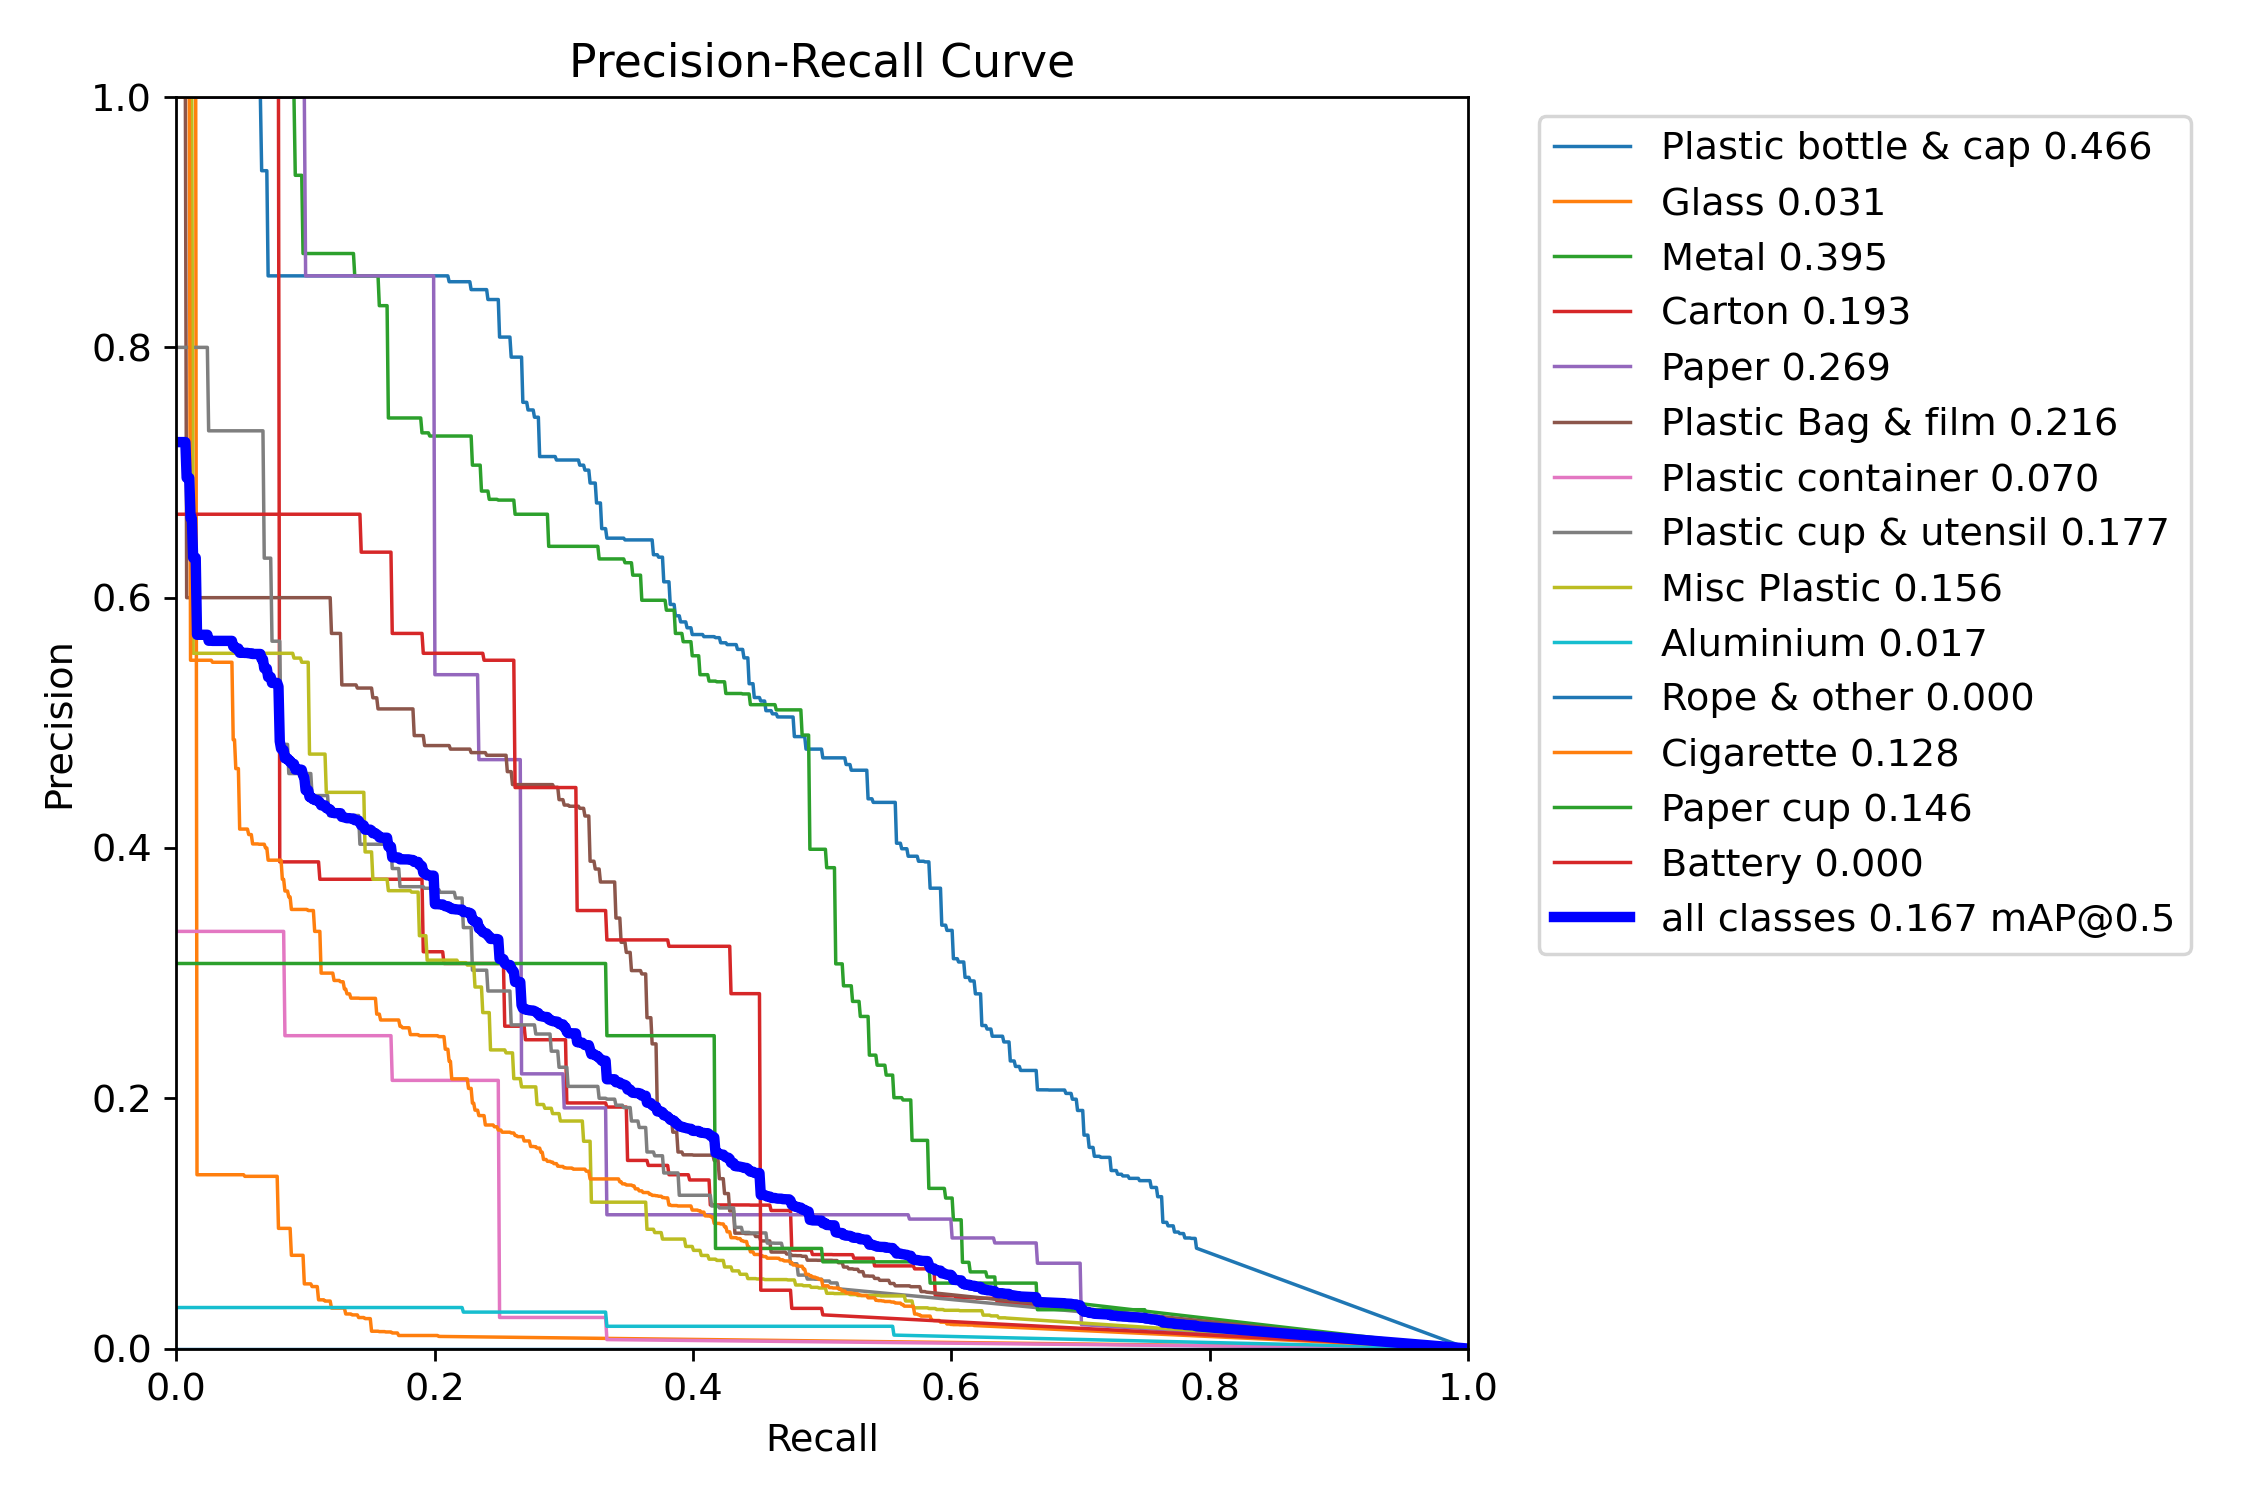 Precision-Recall Curve
1.0
0.8
0.6
0.4
0.2
0.0
Precision
0.0 0.2 0.4 0.6 0.8 1.0
Recall
Plastic bottle & cap 0.466
Glass 0.031
Metal 0.395
Carton 0.193
Paper 0.269
Plastic Bag & film 0.216
Plastic container 0.070
Plastic cup & utensil 0.177
Misc Plastic 0.156
Aluminium 0.017
Rope & other 0.000
Cigarette 0.128
Paper cup 0.146
Battery 0.000
all classes 0.167 mAP@0.5